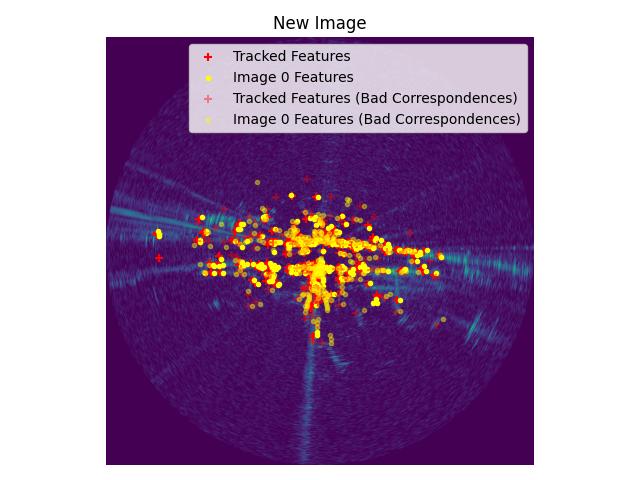 New Image
Tracked Features
Image 0 Features
Tracked Features (Bad Correspondences)
Image 0 Features (Bad Correspondences)